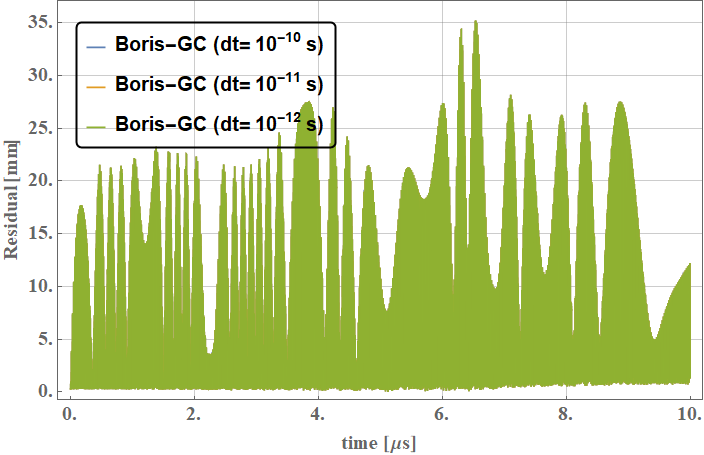 35.
30.
25.
20.
15.
10.
5.
0.
Residual [mm]
Boris-GC (dt= 10⁻¹⁰ s)
Boris-GC (dt= 10⁻¹¹ s)
Boris-GC (dt= 10⁻¹² s)
0. 2. 4. 6. 8. 10.
time [μs]